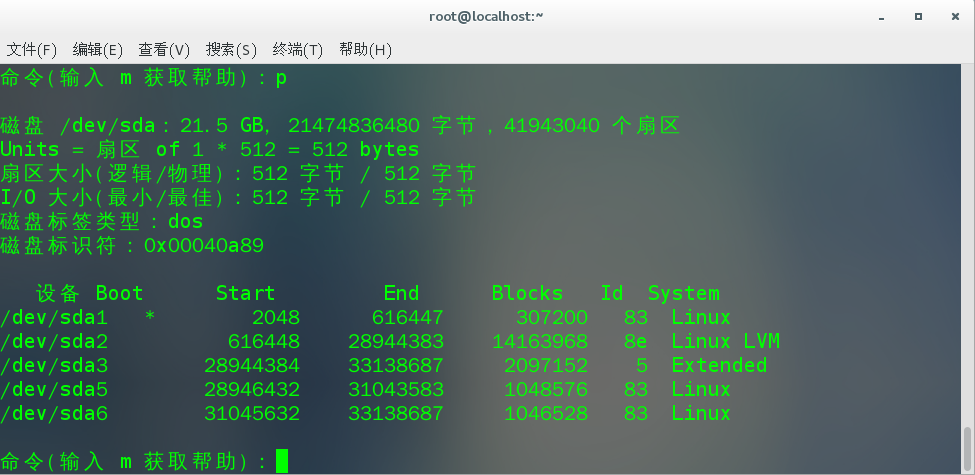 root@localhost:~
文件(F) 编辑(E) 查看(V) 搜索(S) 终端(T) 帮助(H)
命令(输入 m 获取帮助)：p
磁盘 /dev/sda：21.5 GB, 21474836480 字节，41943040 个扇区
Units = 扇区 of 1 * 512 = 512 bytes
扇区大小(逻辑/物理)：512 字节 / 512 字节
I/O 大小(最小/最佳)：512 字节 / 512 字节
磁盘标签类型：dos
磁盘标识符：0x00040a89
设备 Boot Start End Blocks Id System
/dev/sda1 * 2048 616447 307200 83 Linux
/dev/sda2 616448 28944383 14163968 8e Linux LVM
/dev/sda3 28944384 33138687 2097152 5 Extended
/dev/sda5 28946432 31043583 1048576 83 Linux
/dev/sda6 31045632 33138687 1046528 83 Linux
命令(输入 m 获取帮助)：